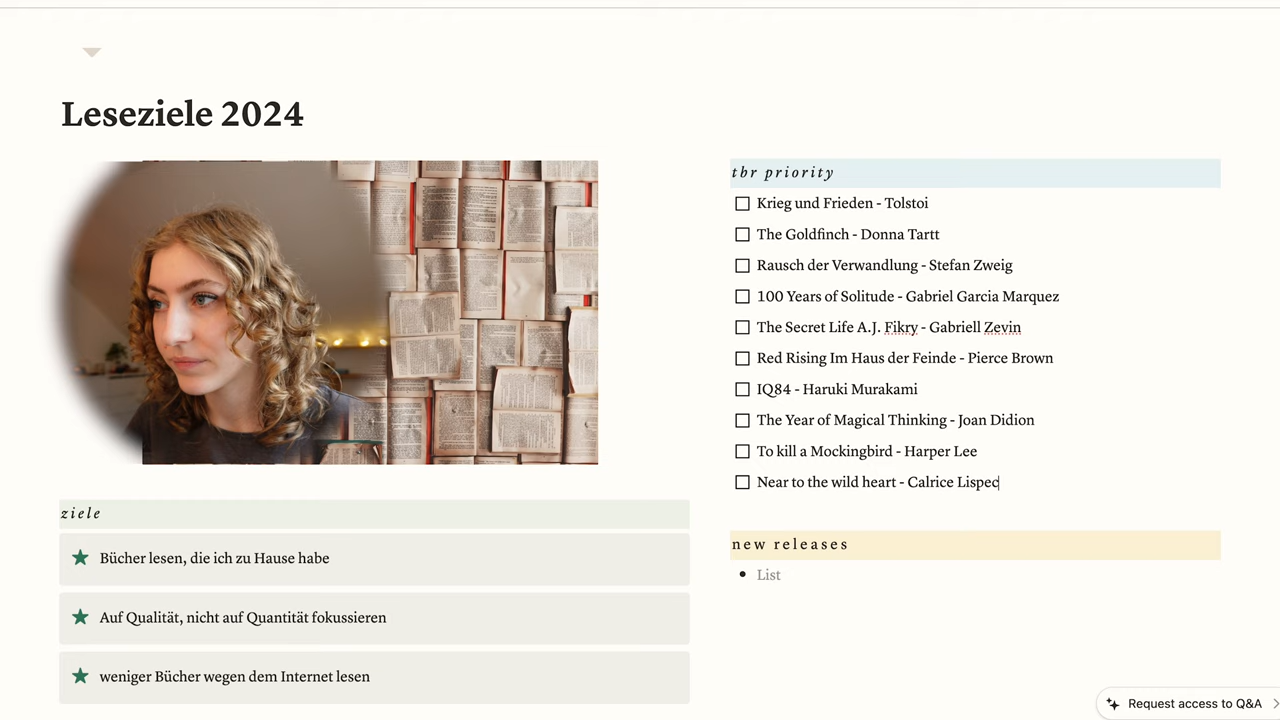 Leseziele 2024
tbr priority
Krieg und Frieden - Tolstoi
The Goldfinch - Donna Tartt
Rausch der Verwandlung - Stefan Zweig
100 Years of Solitude - Gabriel Garcia Marquez
The Secret Life A.J. Fikry - Gabriell Zevin
Red Rising Im Haus der Feinde - Pierce Brown
IQ84 - Haruki Murakami
The Year of Magical Thinking - Joan Didion
To kill a Mockingbird - Harper Lee
Near to the wild heart - Calrice Lispec
ziele
Bücher lesen, die ich zu Hause habe
Auf Qualität, nicht auf Quantität fokussieren
weniger Bücher wegen dem Internet lesen
new releases
List
Request access to Q&A